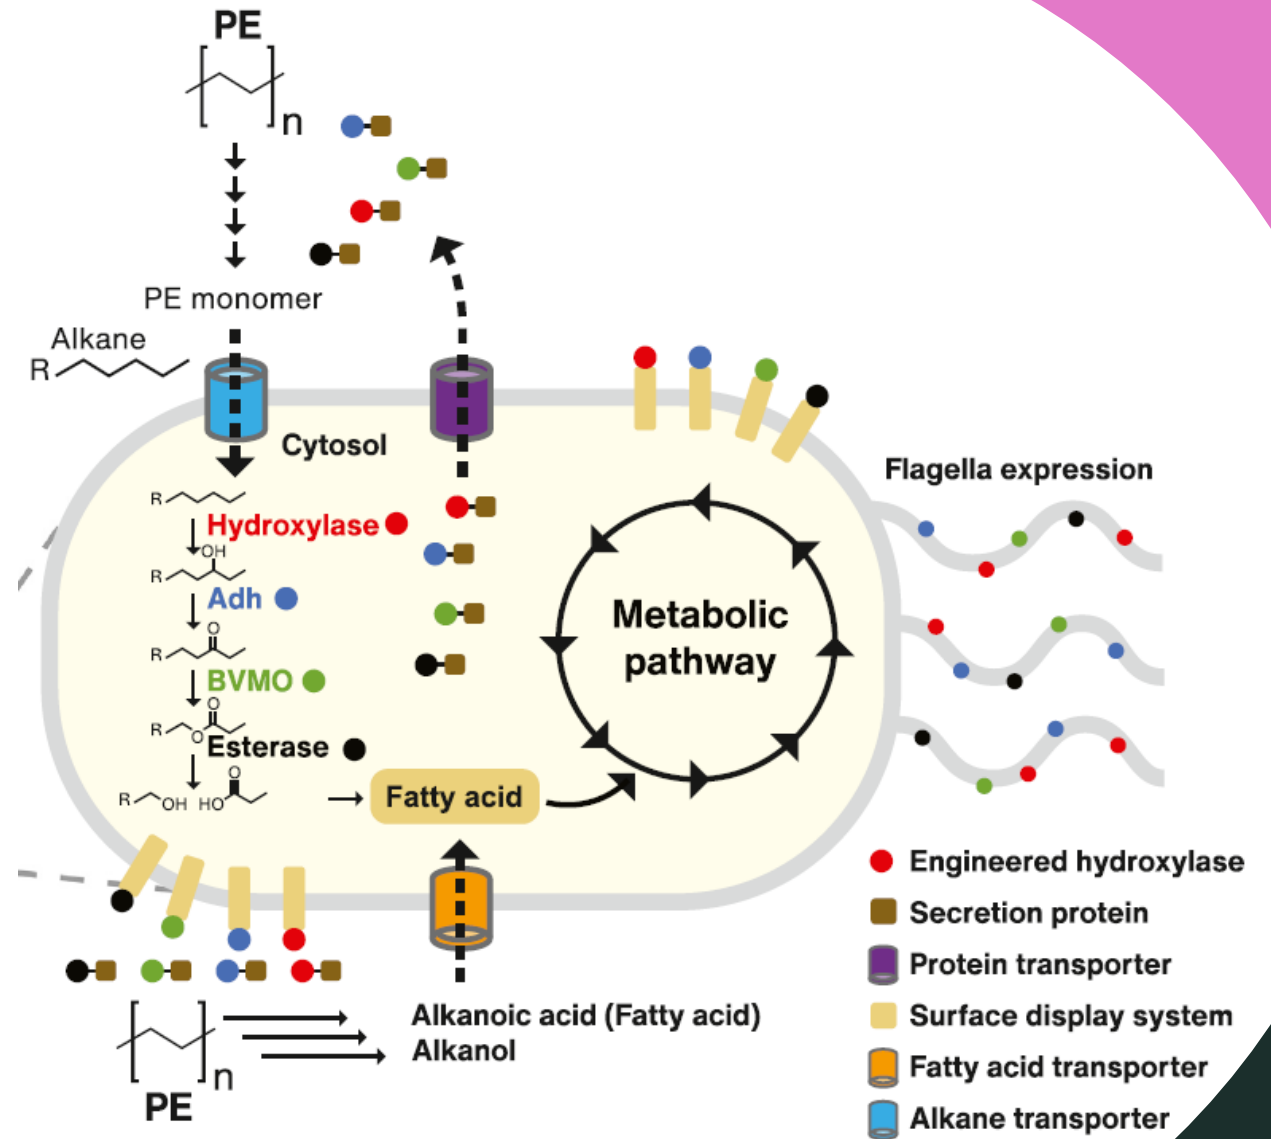 PE
n
PE monomer
Alkane
R
Cytosol
R
Hydroxylase
OH
R
Adh
O
R
BVMO
O
R
O
Esterase
O
R
OH
HO
Fatty acid
Metabolic
pathway
Flagella expression
Engineered hydroxylase
Secretion protein
Protein transporter
Surface display system
Fatty acid transporter
Alkane transporter
Alkanoic acid (Fatty acid)
Alkanol
n
PE